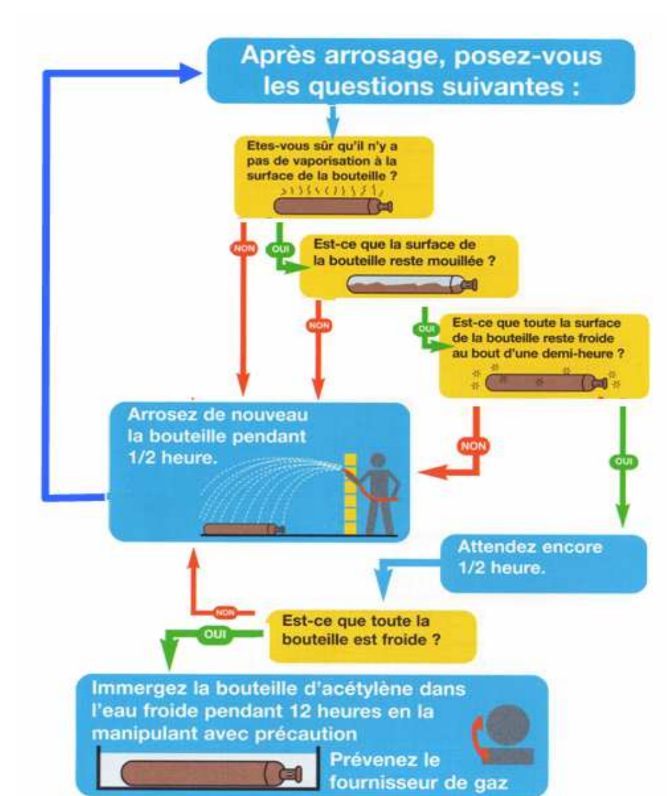 Après arrosage, posez-vous
les questions suivantes :
Etes-vous sûr qu'il n'y a
pas de vaporisation à la
surface de la bouteille ?
NON
OUI
Est-ce que la surface de
la bouteille reste mouillée ?
NON
OUI
Est-ce que toute la surface
de la bouteille reste froide
au bout d'une demi-heure ?
NON
OUI
Arrosez de nouveau
la bouteille pendant
1/2 heure.
Attendez encore
1/2 heure.
Est-ce que toute la
bouteille est froide ?
NON
OUI
Immergez la bouteille d'acétylène dans
l'eau froide pendant 12 heures en la
manipulant avec précaution
Prévenez le
fournisseur de gaz